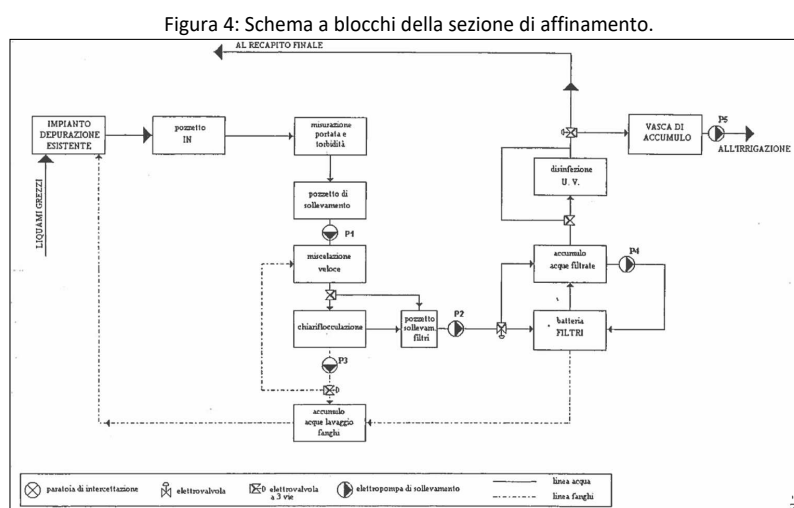 Figura 4: Schema a blocchi della sezione di affinamento.
AL RECAPITO FINALE
IMPIANTO
DEPURAZIONE
ESISTENTE
pozzetto
IN
misurazione
portata e
torbidità
VASCA DI
ACCUMULO
P5
ALL'IRRIGAZIONE
LIQUAMI GREZZI
pozzetto di
sollevamento
disinfezione
U. V.
P1
miscelazione
veloce
accumulo
acque filtrate
P4
chiariflocculazione
pozzetto
sollevam.
filtri
P2
batteria
FILTRI
P3
accumulo
acque lavaggio
fanghi
paratoia di intercettazione
elettrovalvola
elettrovalvola
a 3 vie
elettropompa di sollevamento
linea acqua
linea fanghi